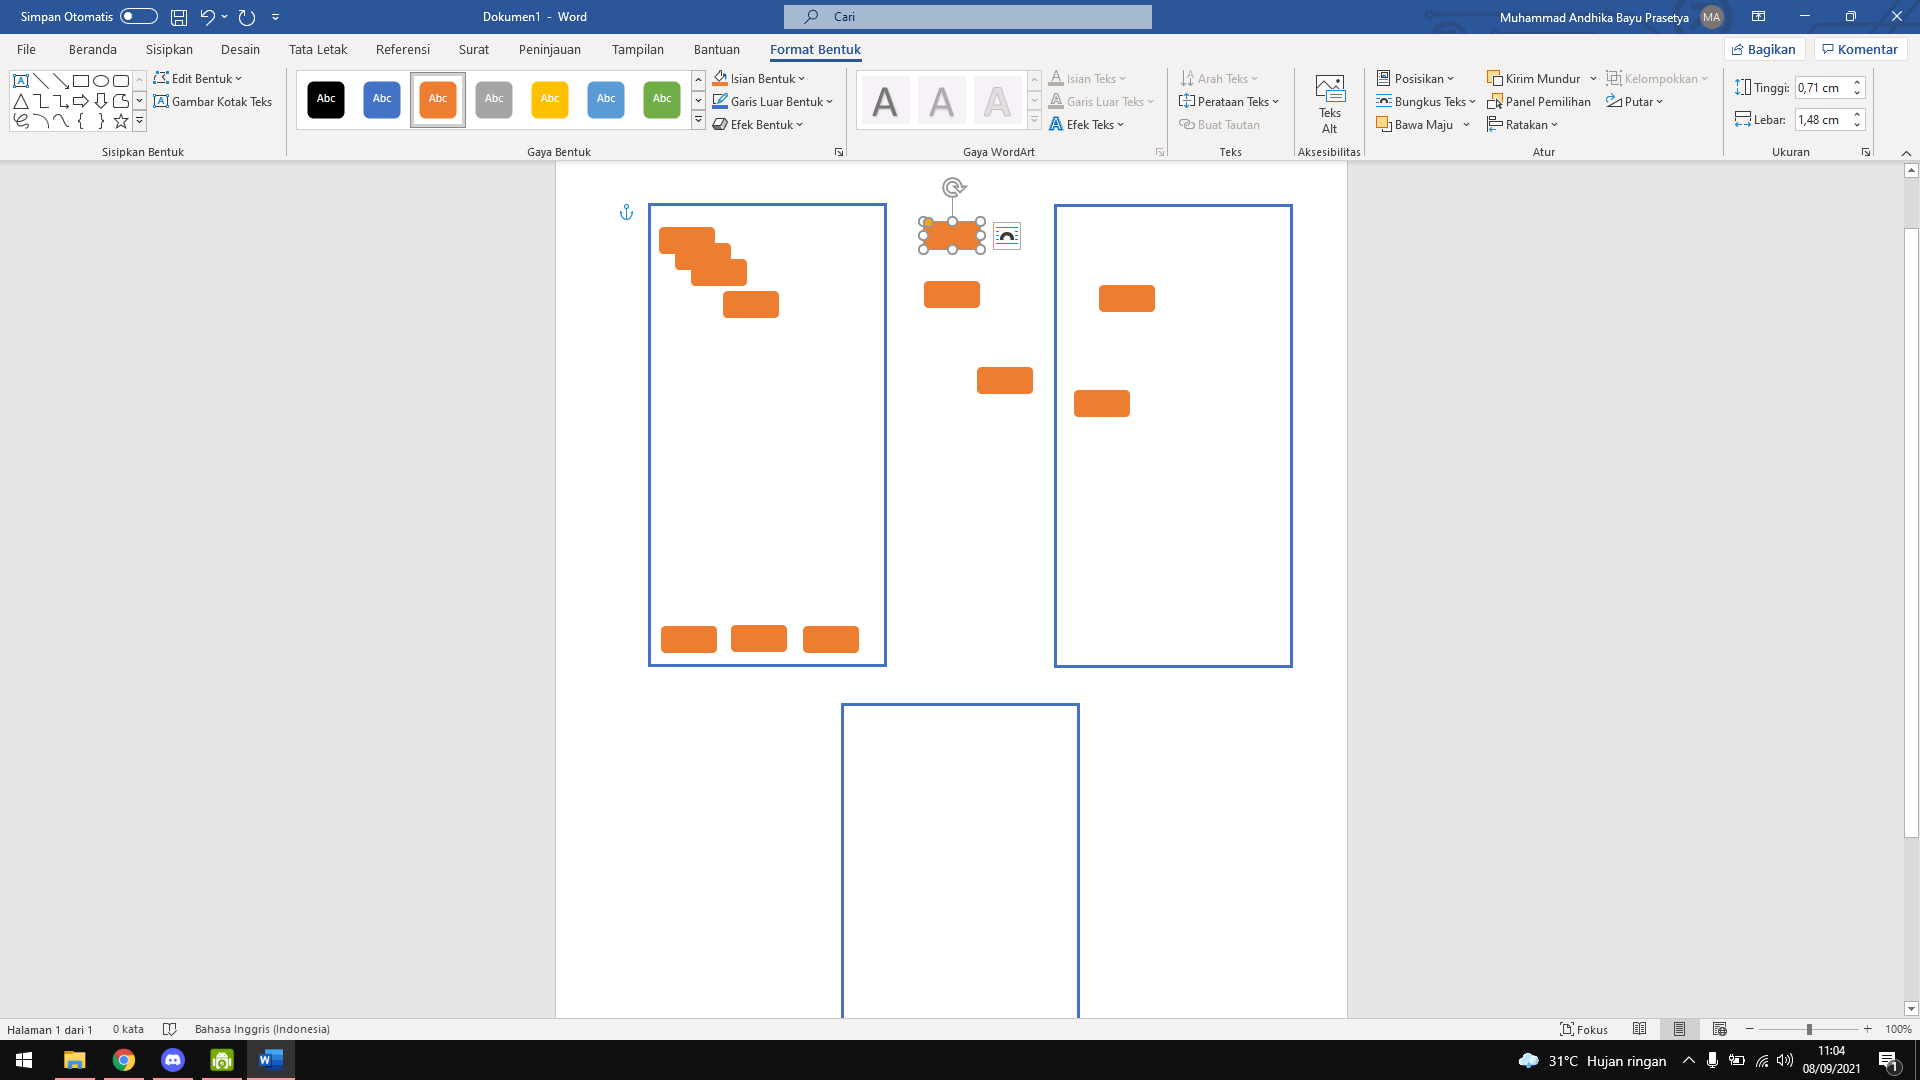 Simpan Otomatis
Dokumen1 - Word
Cari
Muhammad Andhika Bayu Prasetya
MA
File Beranda Sisipkan Desain Tata Letak Referensi Surat Peninjauan Tampilan Bantuan Format Bentuk
Bagikan
Komentar
Edit Bentuk
Gambar Kotak Teks
Sisipkan Bentuk
Abc Abc Abc Abc Abc Abc Abc
Isian Bentuk
Garis Luar Bentuk
Efek Bentuk
Gaya Bentuk
A A A
Isian Teks
Garis Luar Teks
Efek Teks
Gaya WordArt
Arah Teks
Perataan Teks
Buat Tautan
Teks
Teks
Alt
Aksesibilitas
Posisikan
Bungkus Teks
Bawa Maju
Kirim Mundur
Panel Pemilihan
Ratakan
Kelompokkan
Putar
Atur
Tinggi: 0,71 cm
Lebar: 1,48 cm
Ukuran
Halaman 1 dari 1
0 kata
Bahasa Inggris (Indonesia)
Fokus
100%
31°C Hujan ringan
11:04
08/09/2021
1